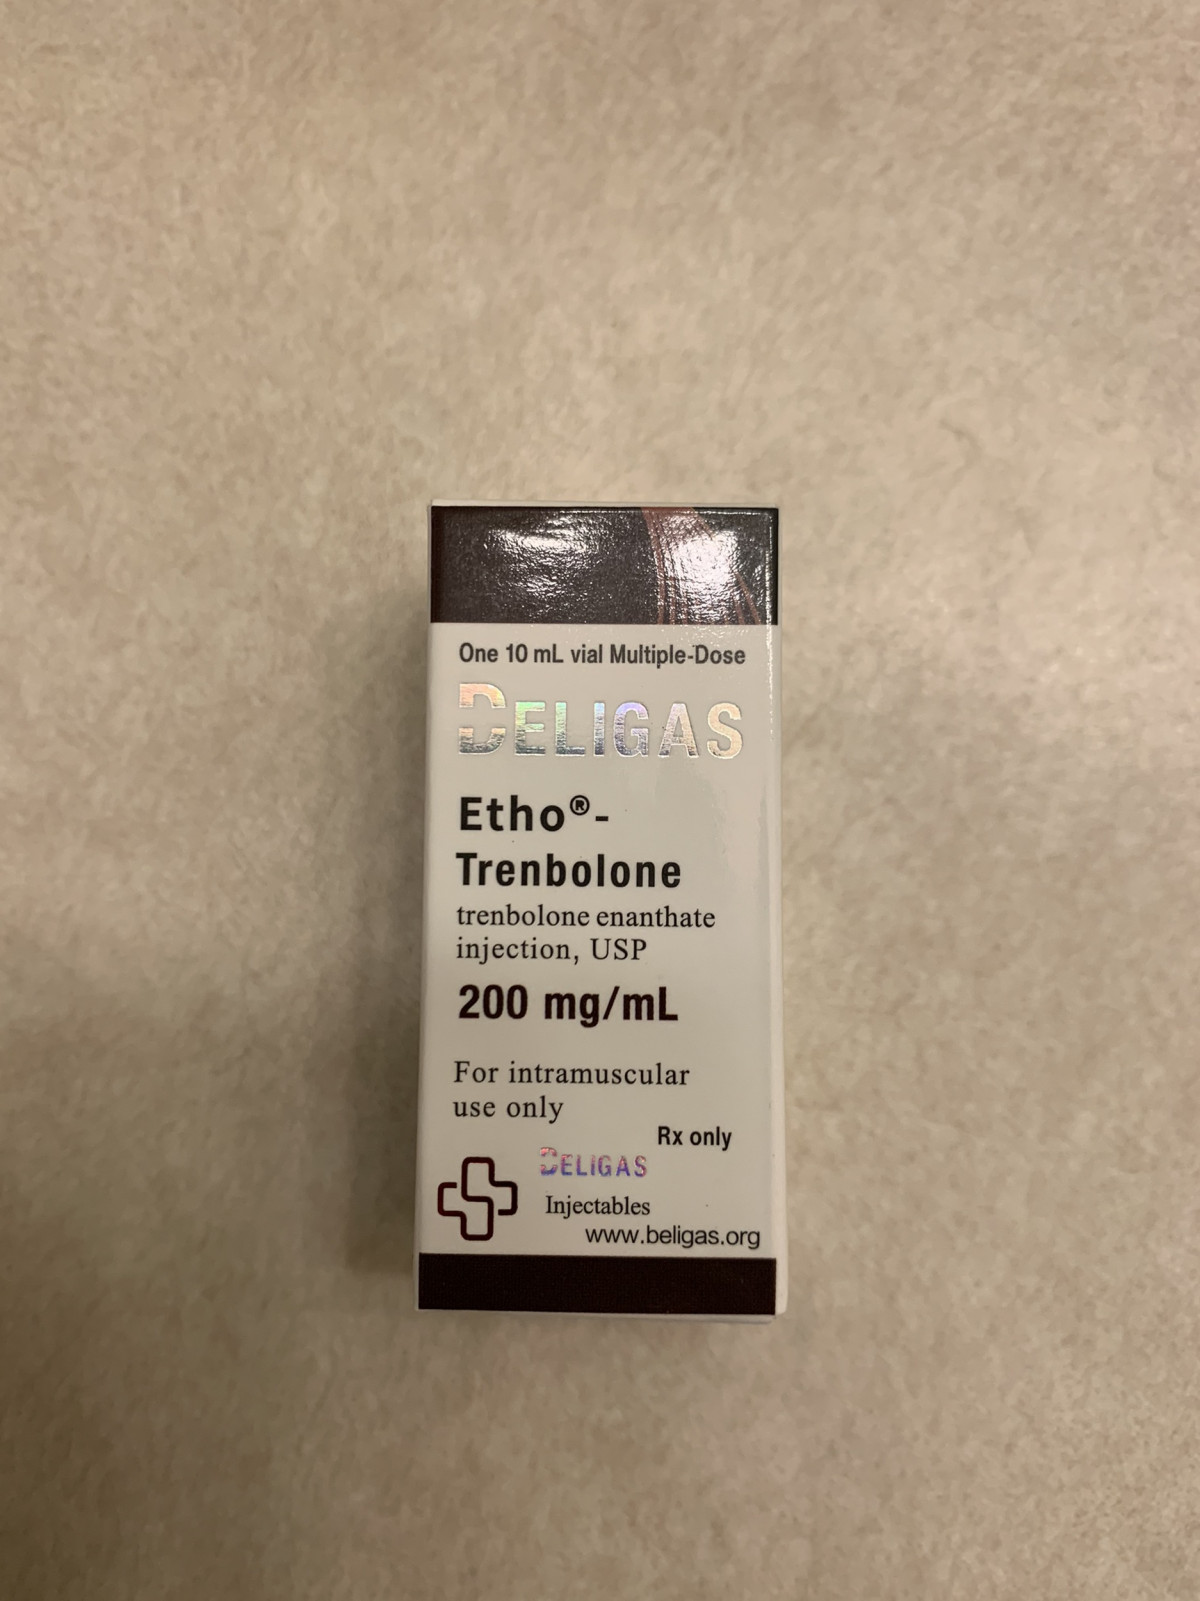 One 10 mL vial Multiple-Dose
BELIGAS
Etho®-
Trenbolone
trenbolone enanthate
injection, USP
200 mg/mL
For intramuscular
use only
Rx only
BELIGAS
Injectables
www.beligas.org